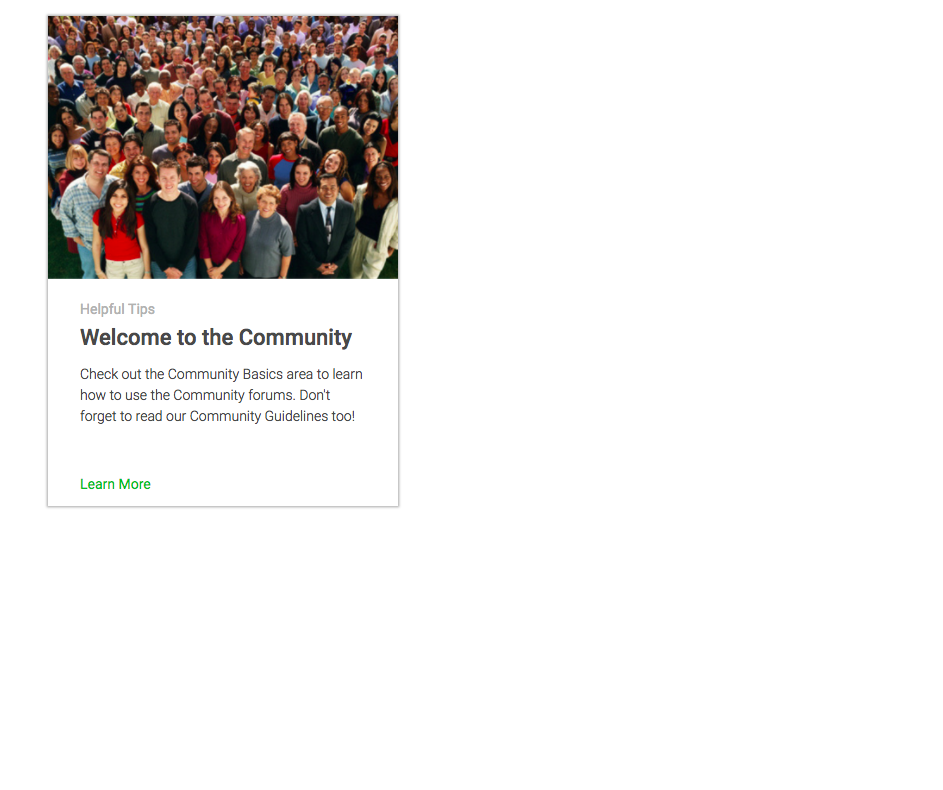 Helpful Tips
Welcome to the Community
Check out the Community Basics area to learn
how to use the Community forums. Don't
forget to read our Community Guidelines too!
Learn More